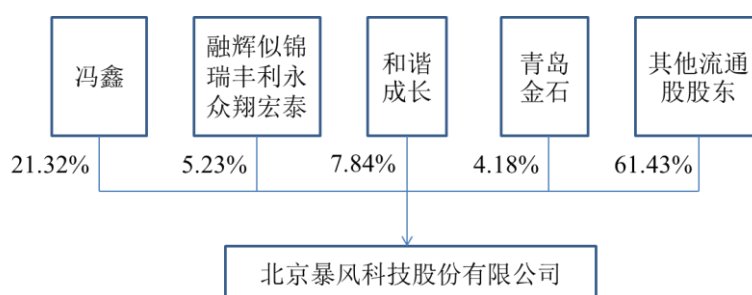 冯鑫
融辉似锦
瑞丰利永
众翔宏泰
和谐
成长
青岛
金石
其他流通
股股东
21.32%
5.23%
7.84%
4.18%
61.43%
北京暴风科技股份有限公司